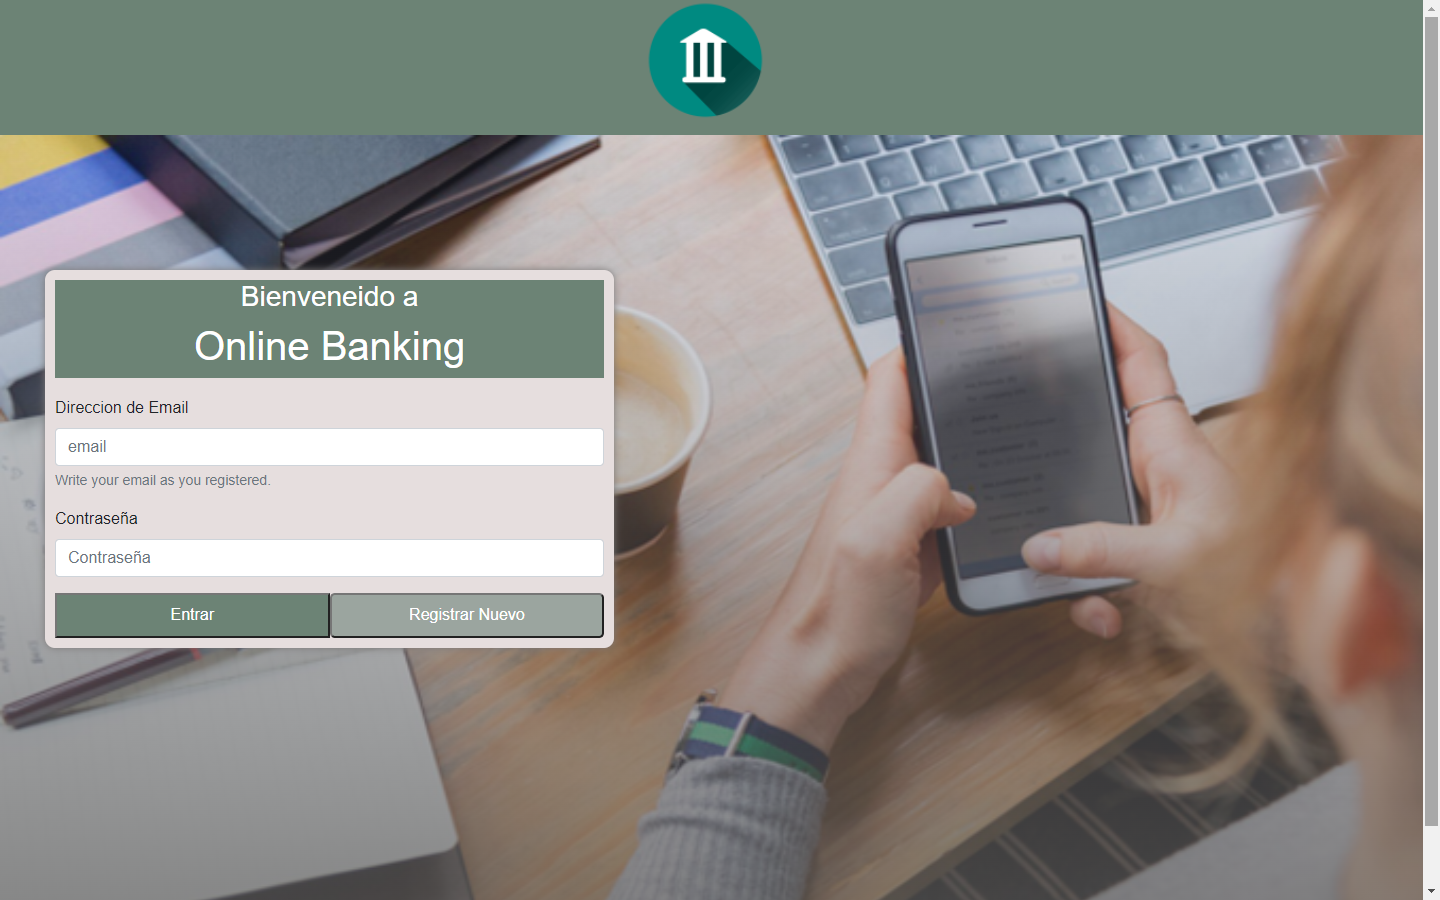 Bienveneido a
Online Banking
Direccion de Email
email
Write your email as you registered.
Contraseña
Contraseña
Entrar
Registrar Nuevo